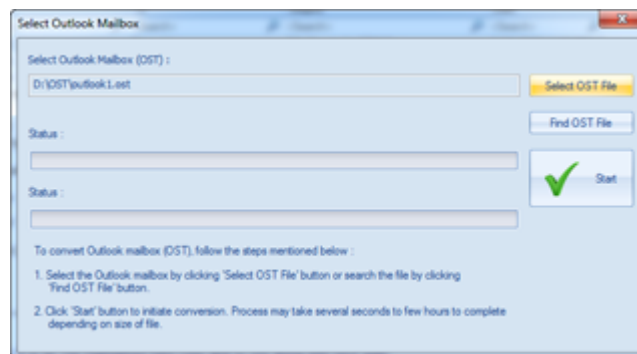 Select Outlook Mailbox
Select Outlook Mailbox (OST) :
D:\OST\outlook1.ost
Select OST File
Find OST File
Status :
Start
Status :
To convert Outlook mailbox (OST), follow the steps mentioned below :
1. Select the Outlook mailbox by clicking 'Select OST File' button or search the file by clicking
'Find OST File' button.
2. Click 'Start' button to initiate conversion. Process may take several seconds to few hours to complete
depending on size of file.